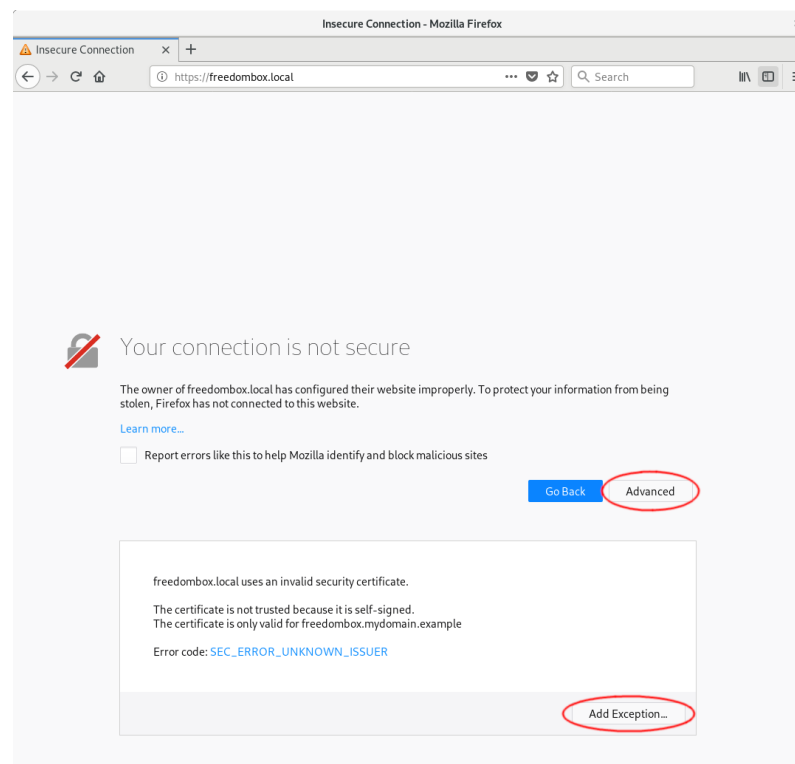 Insecure Connection - Mozilla Firefox
Insecure Connection
https://freedombox.local
Search
Your connection is not secure
The owner of freedombox.local has configured their website improperly. To protect your information from being
stolen, Firefox has not connected to this website.
Learn more...
Report errors like this to help Mozilla identify and block malicious sites
Go Back
Advanced
freedombox.local uses an invalid security certificate.
The certificate is not trusted because it is self-signed.
The certificate is only valid for freedombox.mydomain.example
Error code: SEC_ERROR_UNKNOWN_ISSUER
Add Exception...